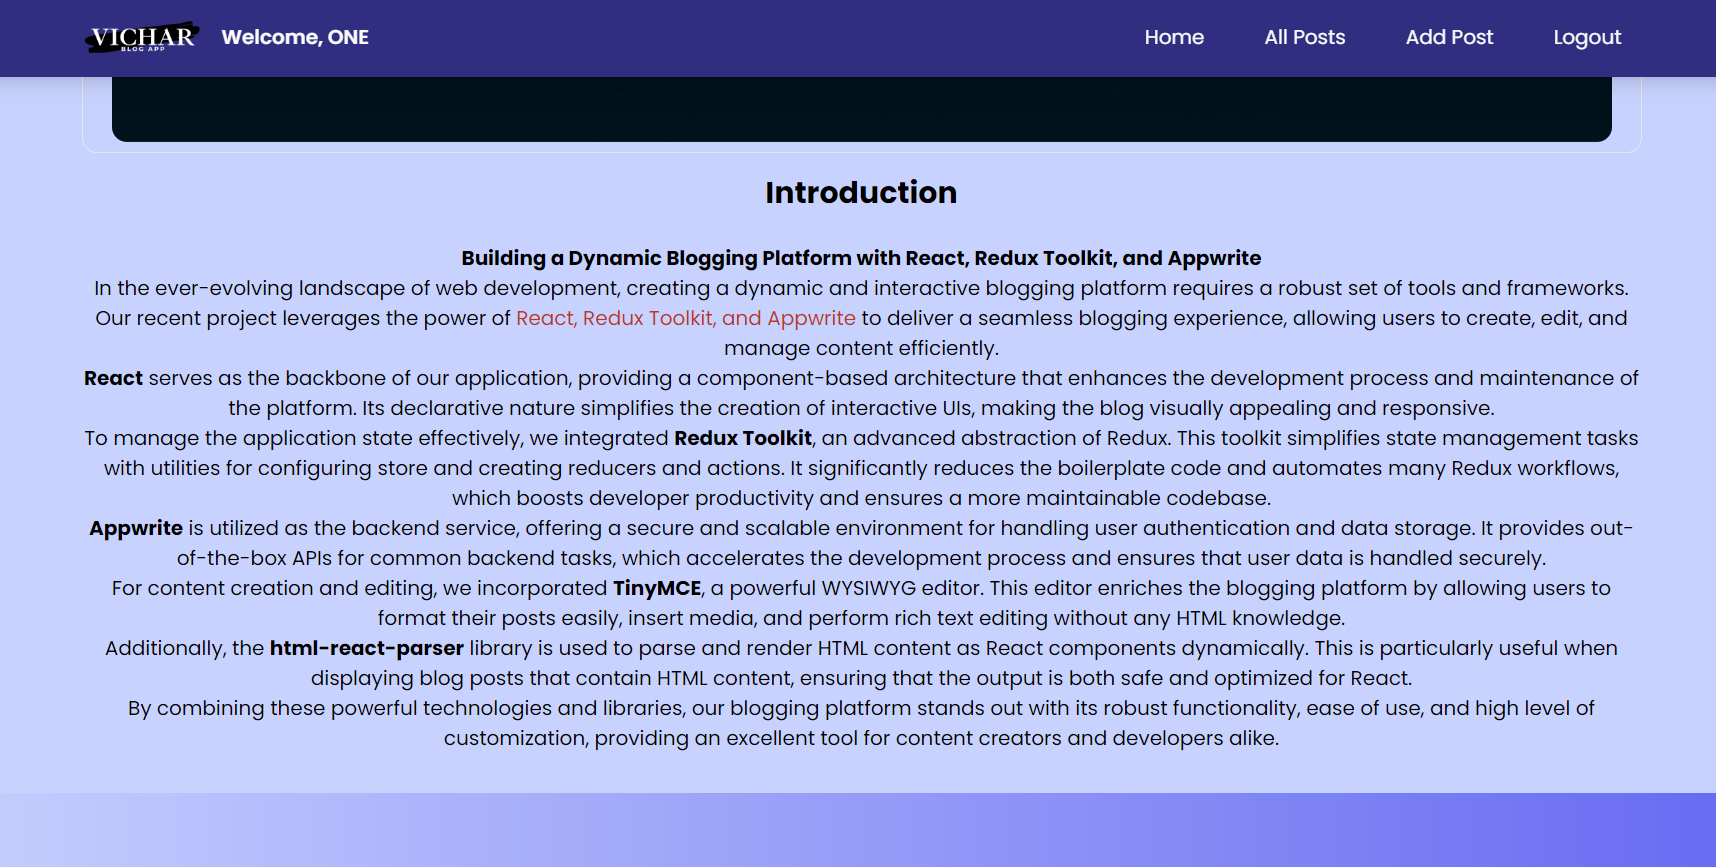 VICHAR
BLOG APP
Welcome, ONE
Home
All Posts
Add Post
Logout
Introduction
Building a Dynamic Blogging Platform with React, Redux Toolkit, and Appwrite
In the ever-evolving landscape of web development, creating a dynamic and interactive blogging platform requires a robust set of tools and frameworks.
Our recent project leverages the power of React, Redux Toolkit, and Appwrite to deliver a seamless blogging experience, allowing users to create, edit, and
manage content efficiently.
React serves as the backbone of our application, providing a component-based architecture that enhances the development process and maintenance of
the platform. Its declarative nature simplifies the creation of interactive UIs, making the blog visually appealing and responsive.
To manage the application state effectively, we integrated Redux Toolkit, an advanced abstraction of Redux. This toolkit simplifies state management tasks
with utilities for configuring store and creating reducers and actions. It significantly reduces the boilerplate code and automates many Redux workflows,
which boosts developer productivity and ensures a more maintainable codebase.
Appwrite is utilized as the backend service, offering a secure and scalable environment for handling user authentication and data storage. It provides out-
of-the-box APIs for common backend tasks, which accelerates the development process and ensures that user data is handled securely.
For content creation and editing, we incorporated TinyMCE, a powerful WYSIWYG editor. This editor enriches the blogging platform by allowing users to
format their posts easily, insert media, and perform rich text editing without any HTML knowledge.
Additionally, the html-react-parser library is used to parse and render HTML content as React components dynamically. This is particularly useful when
displaying blog posts that contain HTML content, ensuring that the output is both safe and optimized for React.
By combining these powerful technologies and libraries, our blogging platform stands out with its robust functionality, ease of use, and high level of
customization, providing an excellent tool for content creators and developers alike.